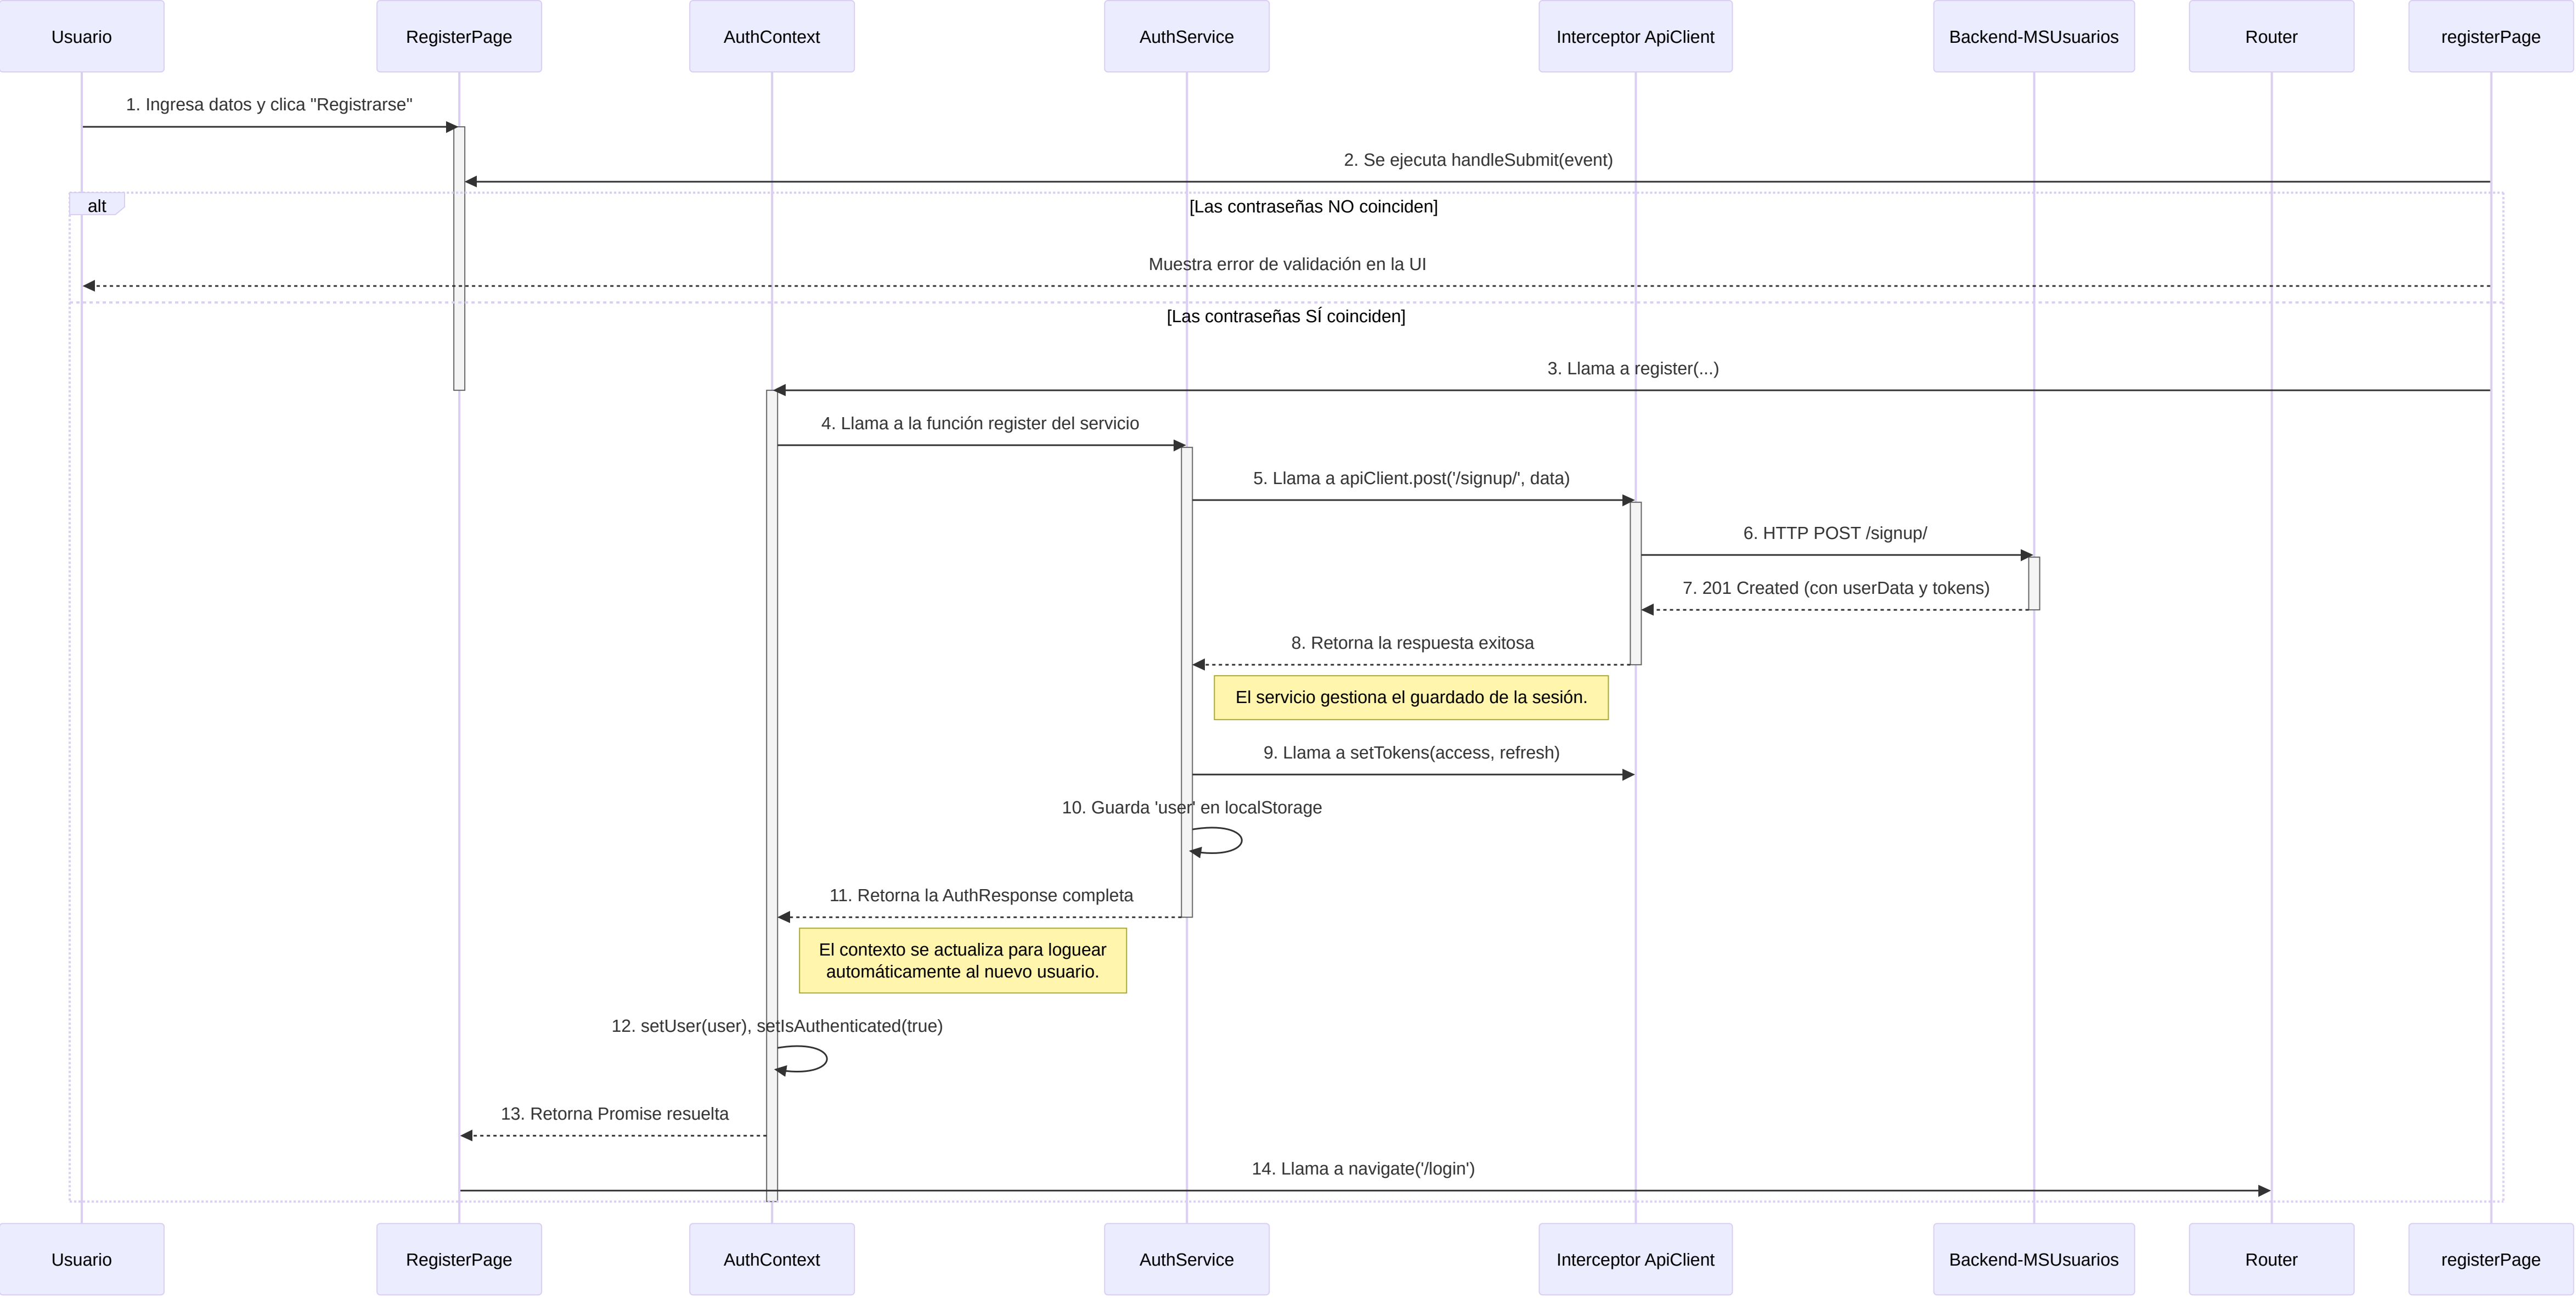 Usuario
RegisterPage
AuthContext
AuthService
Interceptor ApiClient
Backend-MSUsuarios
Router
registerPage
1. Ingresa datos y clica "Registrarse"
2. Se ejecuta handleSubmit(event)
alt
[Las contraseñas NO coinciden]
Muestra error de validación en la UI
[Las contraseñas SÍ coinciden]
3. Llama a register(...)
4. Llama a la función register del servicio
5. Llama a apiClient.post('/signup/', data)
6. HTTP POST /signup/
7. 201 Created (con userData y tokens)
8. Retorna la respuesta exitosa
El servicio gestiona el guardado de la sesión.
9. Llama a setTokens(access, refresh)
10. Guarda 'user' en localStorage
11. Retorna la AuthResponse completa
El contexto se actualiza para loguear
automáticamente al nuevo usuario.
12. setUser(user), setIsAuthenticated(true)
13. Retorna Promise resuelta
14. Llama a navigate('/login')
Usuario
RegisterPage
AuthContext
AuthService
Interceptor ApiClient
Backend-MSUsuarios
Router
registerPage